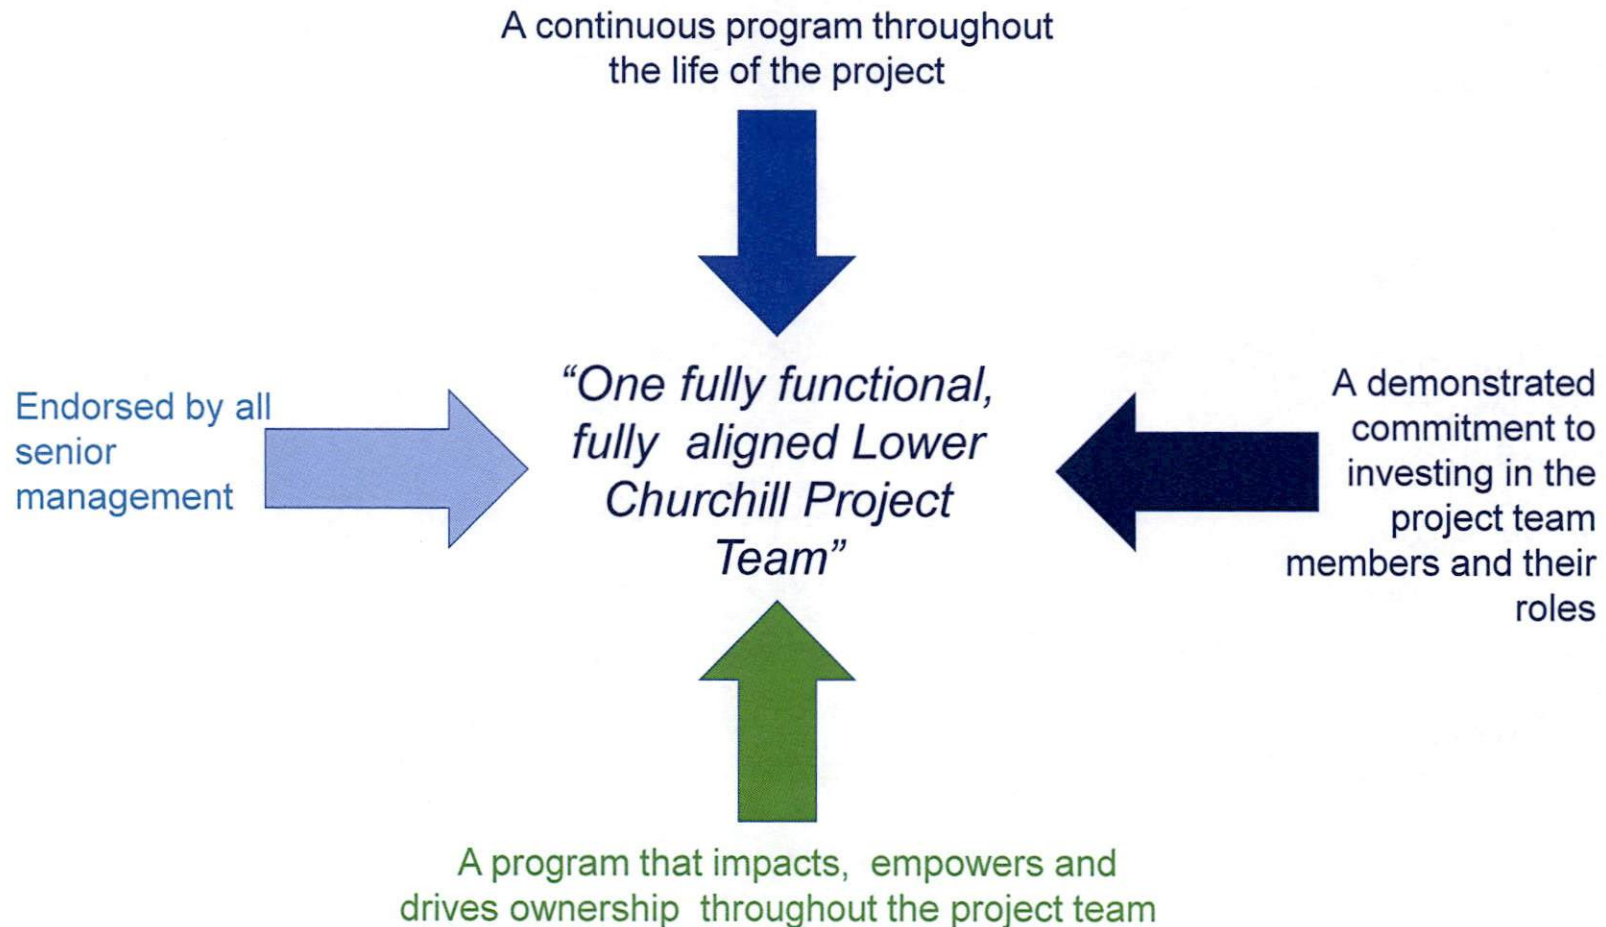 A continuous program throughout
the life of the project
Endorsed by all
senior
management
“One fully functional,
fully aligned Lower
Churchill Project
Team”
A demonstrated
commitment to
investing in the
project team
members and their
roles
A program that impacts, empowers and
drives ownership throughout the project team